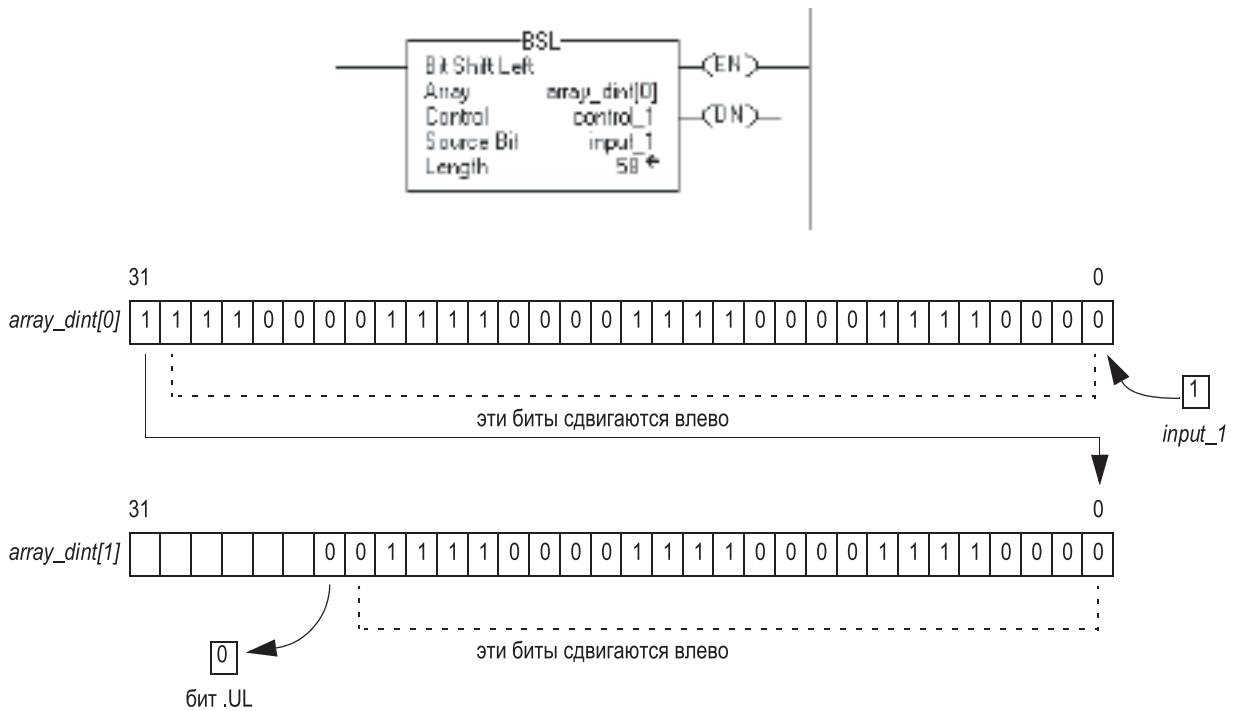 BSL
Bit Shift Left
Array array_dint[0]
Control control_1
Source Bit input_1
Length 58
(EN)
(DN)
31 0
array_dint[0] 1 1 1 1 0 0 0 0 1 1 1 1 0 0 0 0 1 1 1 1 0 0 0 0 1 1 1 1 0 0 0 0
1
эти биты сдвигаются влево
input_1
31 0
array_dint[1] 0 0 1 1 1 1 0 0 0 0 1 1 1 1 0 0 0 0 1 1 1 1 0 0 0 0
0
эти биты сдвигаются влево
бит .UL